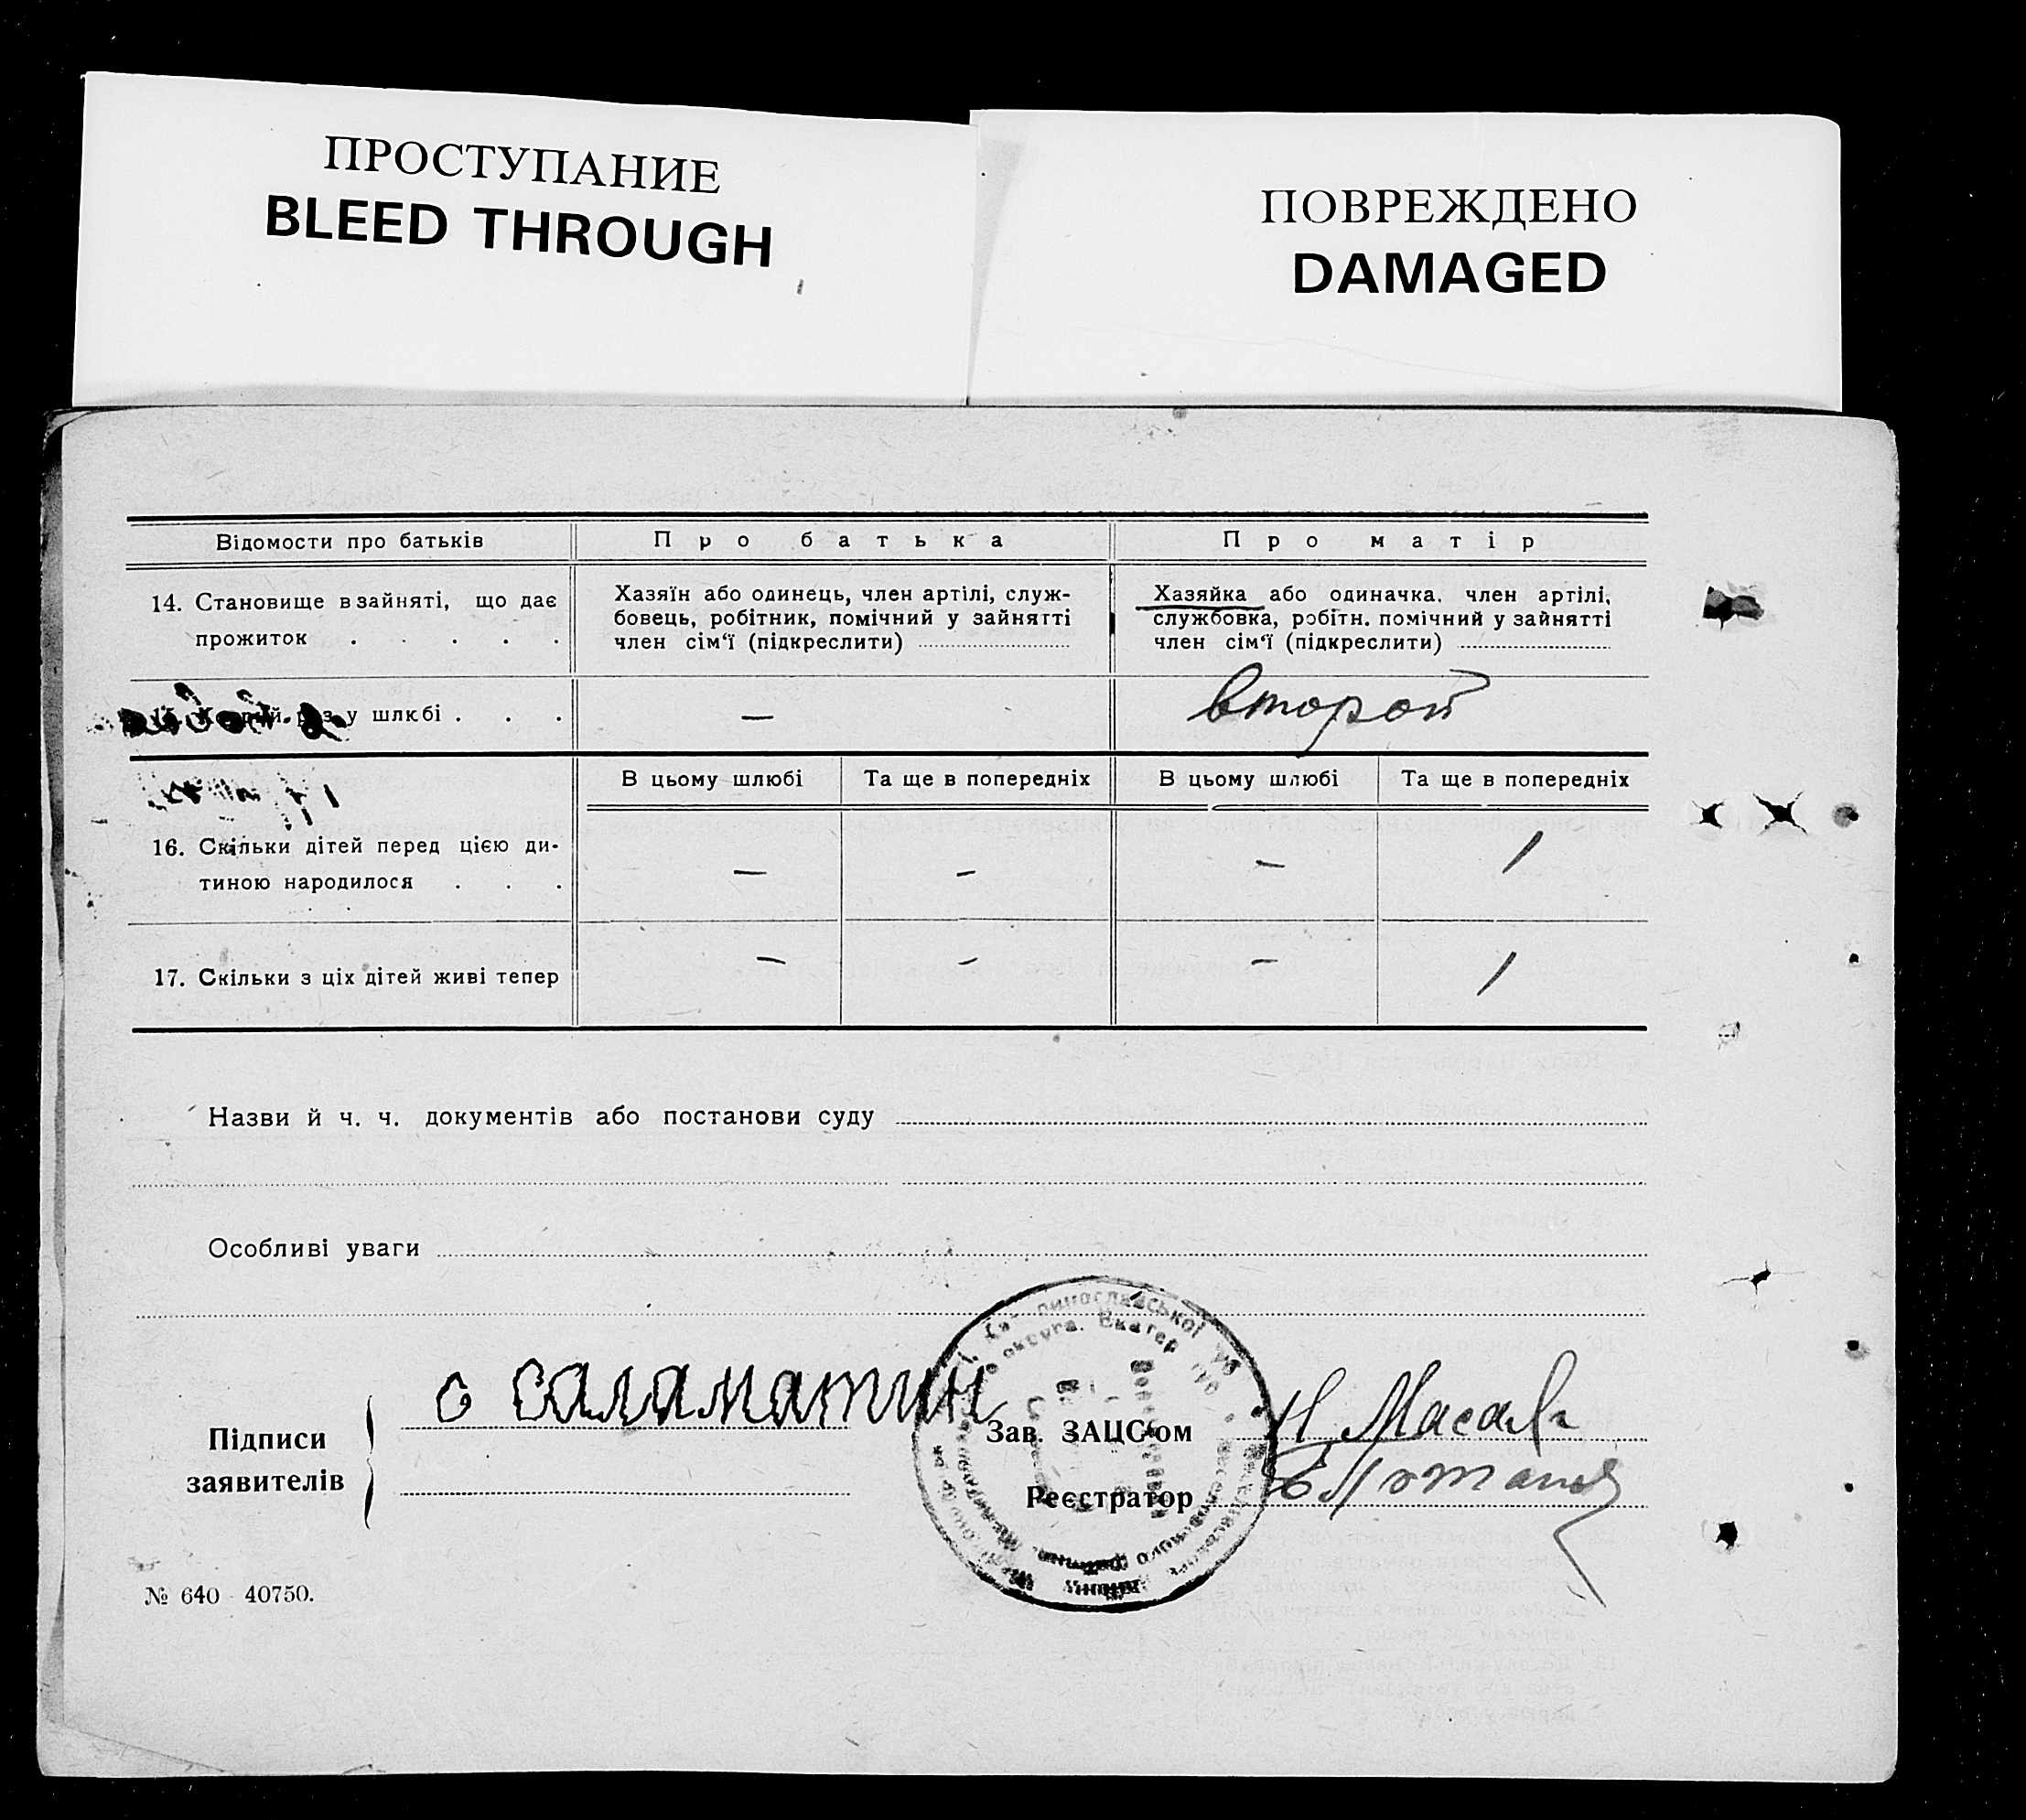 ПРОСТУПАНИЕ
BLEED THROUGH
ПОВРЕЖДЕНО
DAMAGED
Відомости про батьків
Про батька
Про матір
14. Становище в зайняті, що дає
прожиток . . . . .
Хазяїн або одинець, член артілі, служ-
бовець, робітник, помічний у зайнятті
член сім‘ї (підкреслити)
Хазяйка або одиначка. член артілі,
службовка, робітн. помічний у зайнятті
член сім‘ї (підкреслити)
у шлюбі . . .
—
второй
В цьому шлюбі
Та ще в попередніх
В цьому шлюбі
Та ще в попередніх
16. Скільки дітей перед цією ди-
тиною народилося . . .
— — — 1
17. Скільки з ціх дітей живі тепер
— — — 1
Назви й ч. ч. документів або постанови суду
Особливі уваги
Підписи
заявителів
с саламатин
Зав. ЗАЦС‘ом
Реєстратор
№ 640 40750.